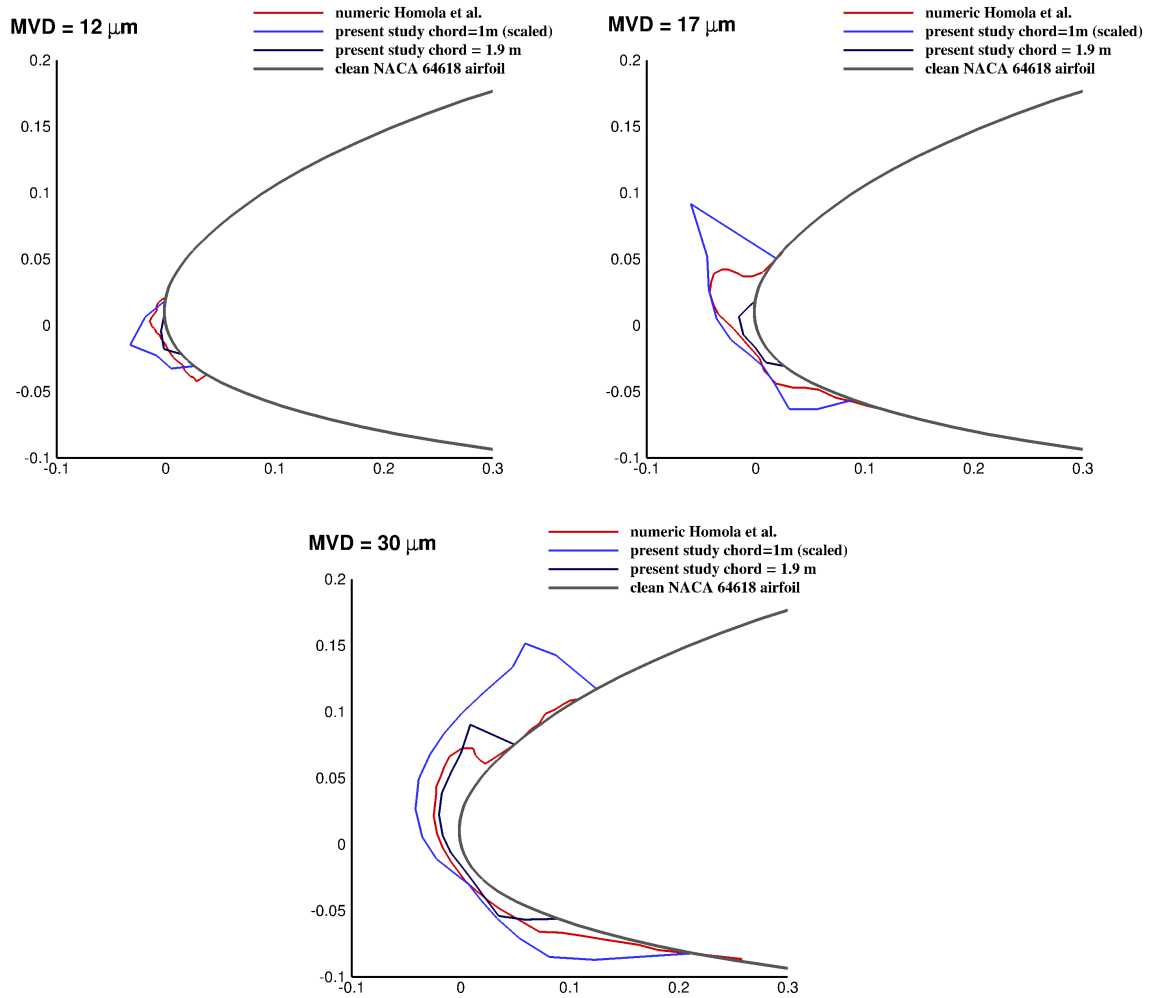 MVD = 12 μm
numeric Homola et al.
present study chord=1m (scaled)
present study chord = 1.9 m
clean NACA 64618 airfoil
0.2
0.15
0.1
0.05
0
-0.05
-0.1
-0.1 0 0.1 0.2 0.3
MVD = 17 μm
numeric Homola et al.
present study chord=1m (scaled)
present study chord = 1.9 m
clean NACA 64618 airfoil
0.2
0.15
0.1
0.05
0
-0.05
-0.1
-0.1 0 0.1 0.2 0.3
MVD = 30 μm
numeric Homola et al.
present study chord=1m (scaled)
present study chord = 1.9 m
clean NACA 64618 airfoil
0.2
0.15
0.1
0.05
0
-0.05
-0.1
-0.1 0 0.1 0.2 0.3